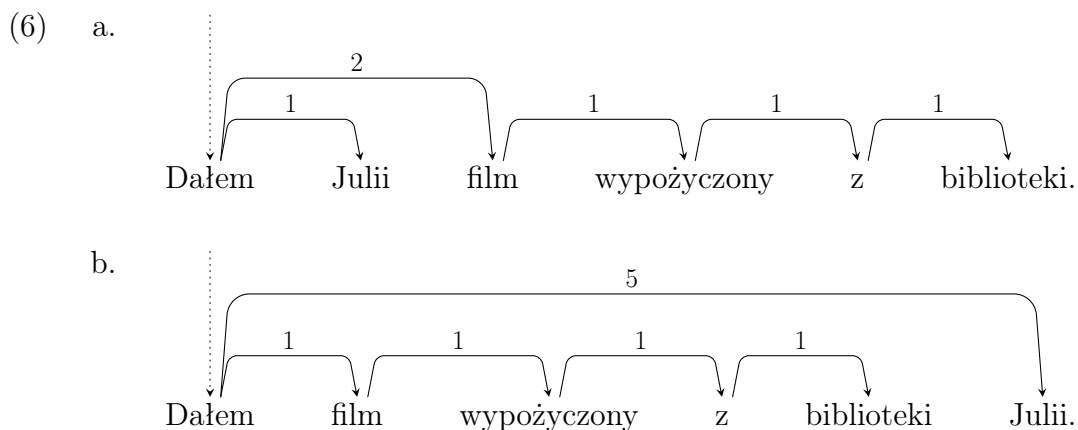 (6) a.
2
1 1 1 1
Dałem Julii film wypożyczony z biblioteki.
b.
5
1 1 1 1
Dałem film wypożyczony z biblioteki Julii.